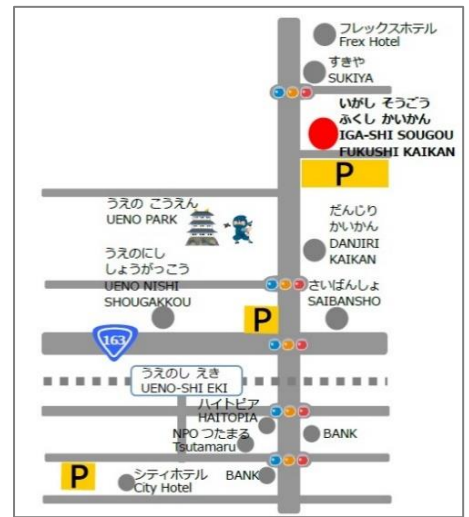 フレックスホテル
Frex Hotel
すきや
SUKIYA
いがし そうごう
ふくし かいかん
IGA-SHI SOUGOU
FUKUSHI KAIKAN
P
うえの こうえん
UENO PARK
だんじり
かいかん
DANJIRI
KAIKAN
うえのにし
しょうがっこう
UENO NISHI
SHOUGAKKOU
さいばんしょ
SAIBANSHO
P
163
うえのし えき
UENO-SHI EKI
ハイトピア
HAITOPIA
NPO つたまる
Tsutamaru
BANK
P
シティホテル
City Hotel
BANK